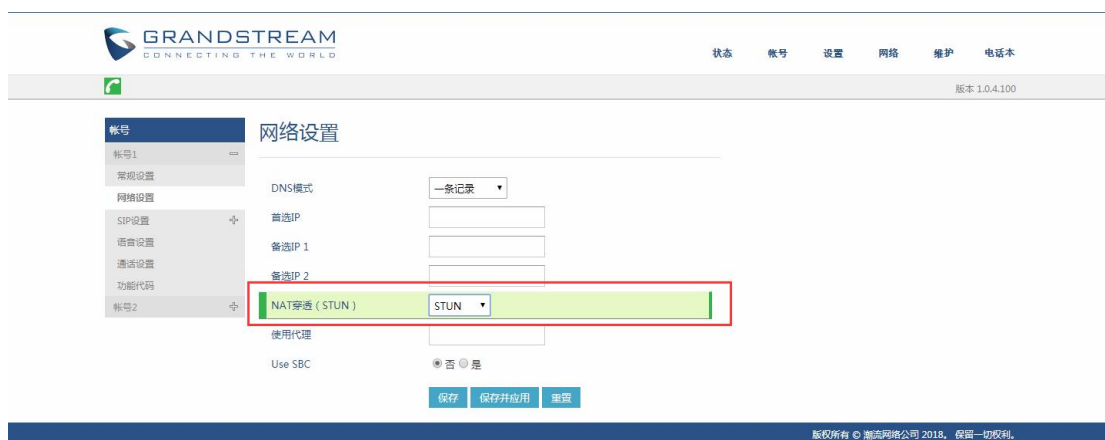 GRANDSTREAM
CONNECTING THE WORLD
状态 帐号 设置 网络 维护 电话本
版本 1.0.4.100
帐号
帐号1
常规设置
网络设置
SIP设置
语音设置
通话设置
功能代码
帐号2
网络设置
DNS模式 一条记录
首选IP
备选IP 1
备选IP 2
NAT穿透（STUN） STUN
使用代理
Use SBC 否 是
保存 保存并应用 重置
版权所有 © 潮流网络公司 2018。 保留一切权利。